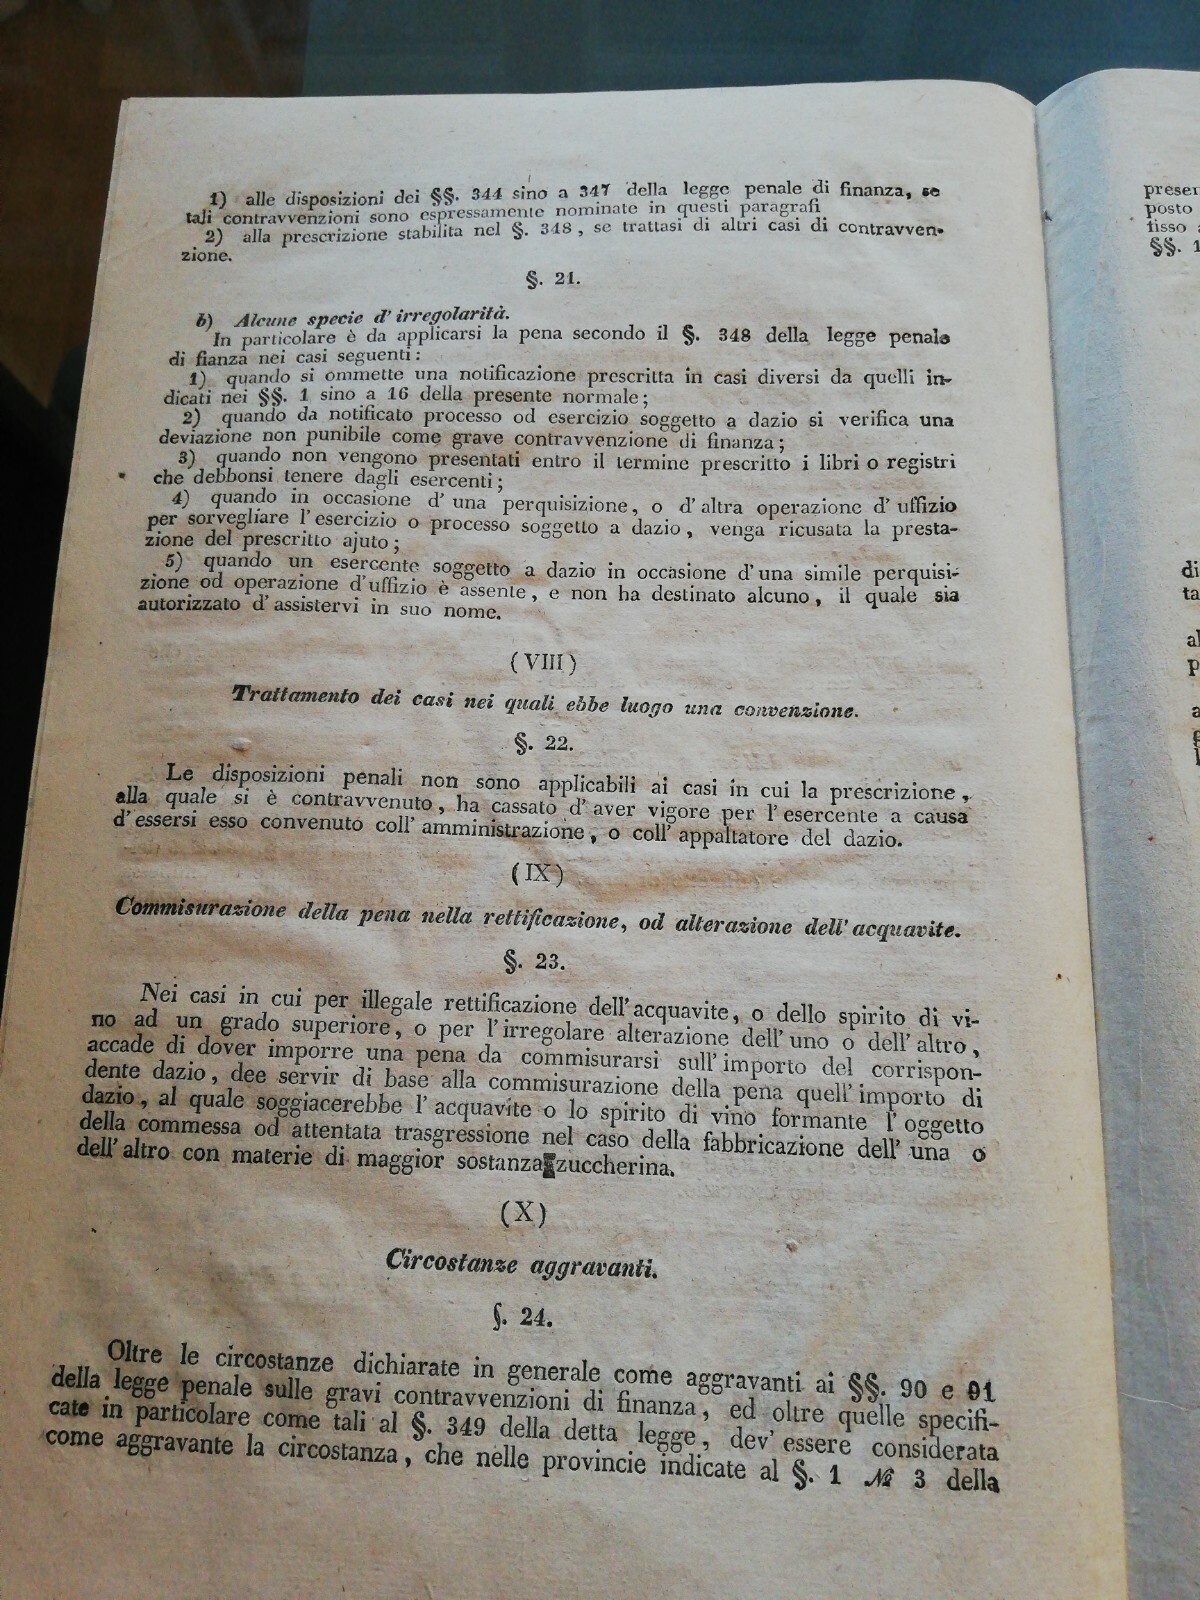 1) alle disposizioni dei §§. 344 sino a 347 della legge penale di finanza, se
tali contravvenzioni sono espressamente nominate in questi paragrafi
2) alla prescrizione stabilita nel §. 348, se trattasi di altri casi di contravven-
zione.
§. 21.
b) Alcune specie d' irregolarità.
In particolare è da applicarsi la pena secondo il §. 348 della legge penale
di fianza nei casi seguenti:
1) quando si ommette una notificazione prescritta in casi diversi da quelli in-
dicati nei §§. 1 sino a 16 della presente normale;
2) quando da notificato processo od esercizio soggetto a dazio si verifica una
deviazione non punibile come grave contravvenzione di finanza;
3) quando non vengono presentati entro il termine prescritto i libri o registri
che debbonsi tenere dagli esercenti;
4) quando in occasione d' una perquisizione, o d' altra operazione d' uffizio
per sorvegliare l' esercizio o processo soggetto a dazio, venga ricusata la presta-
zione del prescritto ajuto;
5) quando un esercente soggetto a dazio in occasione d'una simile perquisi-
zione od operazione d'uffizio è assente, e non ha destinato alcuno, il quale sia
autorizzato d' assistervi in suo nome.
(VIII)
Trattamento dei casi nei quali ebbe luogo una convenzione.
§. 22.
Le disposizioni penali non sono applicabili ai casi in cui la prescrizione,
alla quale si è contravvenuto, ha cassato d' aver vigore per l' esercente a causa
d'essersi esso convenuto coll' amministrazione, o coll' appaltatore del dazio.
(IX)
Commisurazione della pena nella rettificazione, od alterazione dell' acquavite.
§. 23.
Nei casi in cui per illegale rettificazione dell' acquavite, o dello spirito di vi-
no ad un grado superiore, o per l' irregolare alterazione dell' uno o dell' altro,
accade di dover imporre una pena da commisurarsi sull' importo del corrispon-
dente dazio, dee servir di base alla commisurazione della pena quell' importo di
dazio, al quale soggiacerebbe l' acquavite o lo spirito di vino formante l' oggetto
della commessa od attentata trasgressione nel caso della fabbricazione dell' una o
dell' altro con materie di maggior sostanza zuccherina.
(X)
Circostanze aggravanti.
§. 24.
Oltre le circostanze dichiarate in generale come aggravanti ai §§. 90 e 91
della legge penale sulle gravi contravvenzioni di finanza, ed oltre quelle specifi-
cate in particolare come tali al §. 349 della detta legge, dev' essere considerata
come aggravante la circostanza, che nelle provincie indicate al §. 1 № 3 della
posto
fisso
§§. 1
di
ta